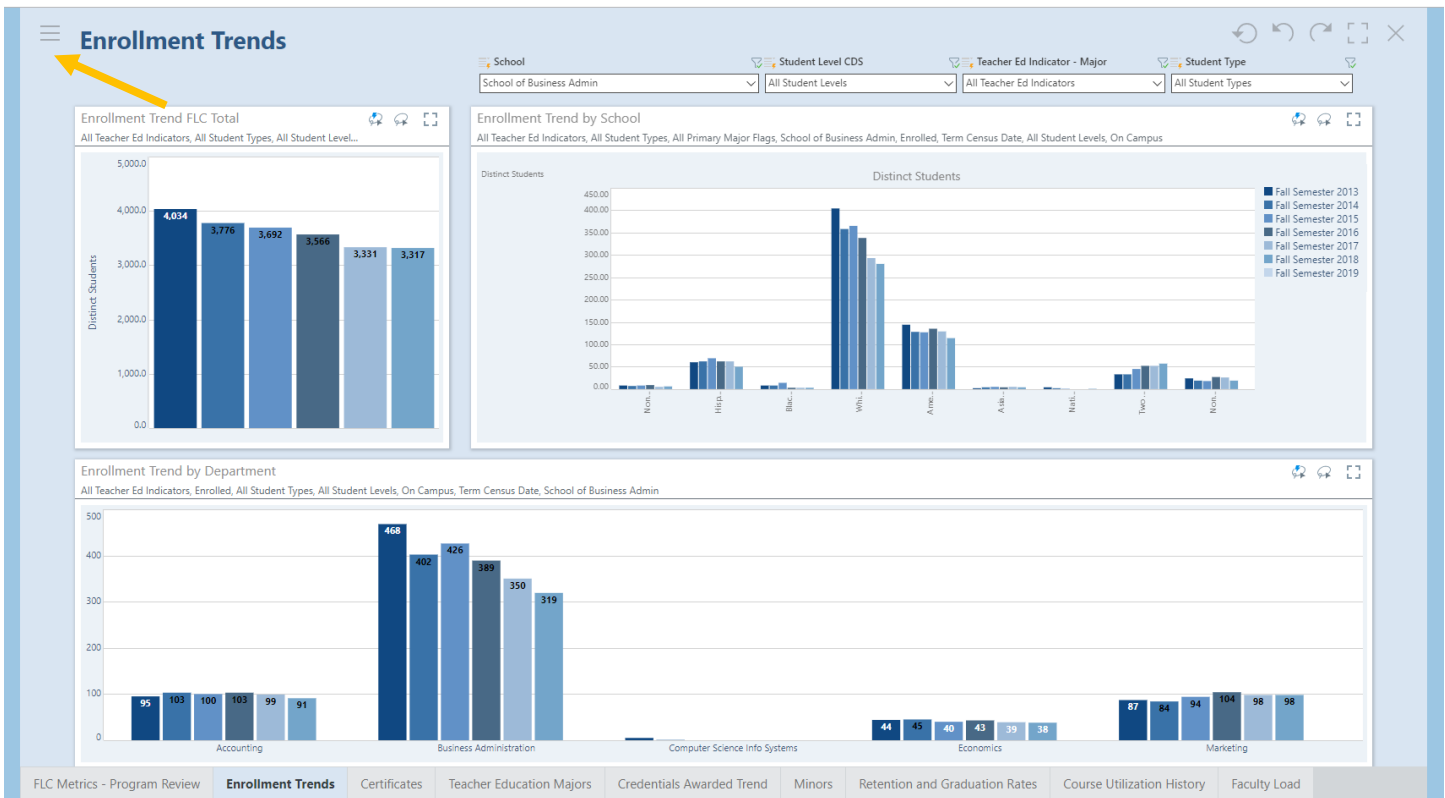 Enrollment Trends
School
Student Level CDS
Teacher Ed Indicator - Major
Student Type
School of Business Admin
All Student Levels
All Teacher Ed Indicators
All Student Types
Enrollment Trend FLC Total
All Teacher Ed Indicators, All Student Types, All Student Level...
5,000.0
4,000.0
3,000.0
2,000.0
1,000.0
0.0
Distinct Students
4,034
3,776
3,692
3,566
3,331
3,317
Enrollment Trend by School
All Teacher Ed Indicators, All Student Types, All Primary Major Flags, School of Business Admin, Enrolled, Term Census Date, All Student Levels, On Campus
Distinct Students
Distinct Students
450.00
400.00
350.00
300.00
250.00
200.00
150.00
100.00
50.00
0.00
Non...
Hisp...
Blac...
Whi...
Ame...
Asia...
Nati...
Two ...
Non...
Fall Semester 2013
Fall Semester 2014
Fall Semester 2015
Fall Semester 2016
Fall Semester 2017
Fall Semester 2018
Fall Semester 2019
Enrollment Trend by Department
All Teacher Ed Indicators, Enrolled, All Student Types, All Student Levels, On Campus, Term Census Date, School of Business Admin
500
400
300
200
100
0
95
103
100
103
99
91
468
402
426
389
350
319
44
45
40
43
39
38
87
84
94
104
98
98
Accounting
Business Administration
Computer Science Info Systems
Economics
Marketing
FLC Metrics - Program Review
Enrollment Trends
Certificates
Teacher Education Majors
Credentials Awarded Trend
Minors
Retention and Graduation Rates
Course Utilization History
Faculty Load